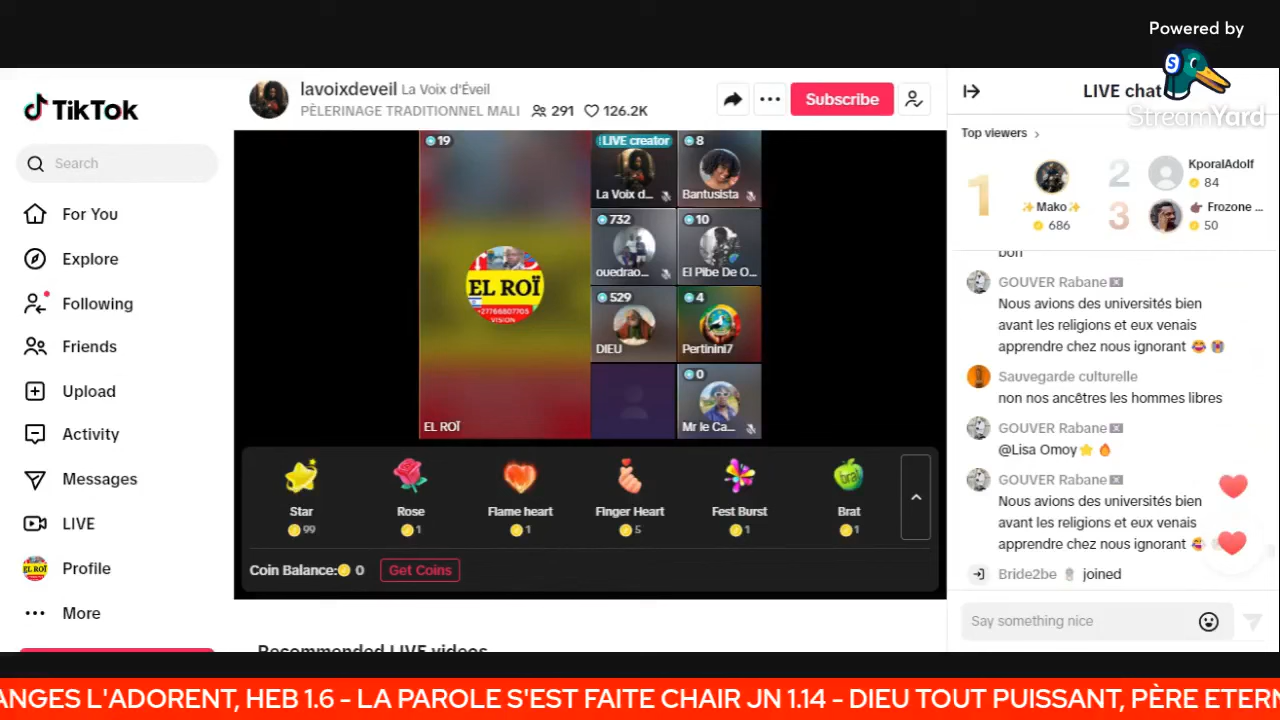 Powered by
StreamYard
TikTok
Search
For You
Explore
Following
Friends
Upload
Activity
Messages
LIVE
Profile
More
lavoixdeveil La Voix d'Éveil
PÈLERINAGE TRADITIONNEL MALI 291 126.2K
Subscribe
19
LIVE creator
La Voix d...
8
Bantusista
732
ouedrao...
10
El Pibe De O...
529
DIEU
4
Pertinini7
0
Mr le Ca...
EL ROÏ
+27766807703
VISION
EL ROÏ
Star
99
Rose
1
Flame heart
1
Finger Heart
5
Fest Burst
1
Brat
1
Coin Balance: 0 Get Coins
Recommended LIVE videos
LIVE chat
Top viewers
1
Mako
686
2
KporalAdolf
84
3
Frozone ...
50
bon
GOUVER Rabane
Nous avions des universités bien
avant les religions et eux venais
apprendre chez nous ignorant
Sauvegarde culturelle
non nos ancêtres les hommes libres
GOUVER Rabane
@Lisa Omoy
GOUVER Rabane
Nous avions des universités bien
avant les religions et eux venais
apprendre chez nous ignorant
Bride2be joined
Say something nice
ANGES L'ADORENT, HEB 1.6 - LA PAROLE S'EST FAITE CHAIR JN 1.14 - DIEU TOUT PUISSANT, PÈRE ETERN